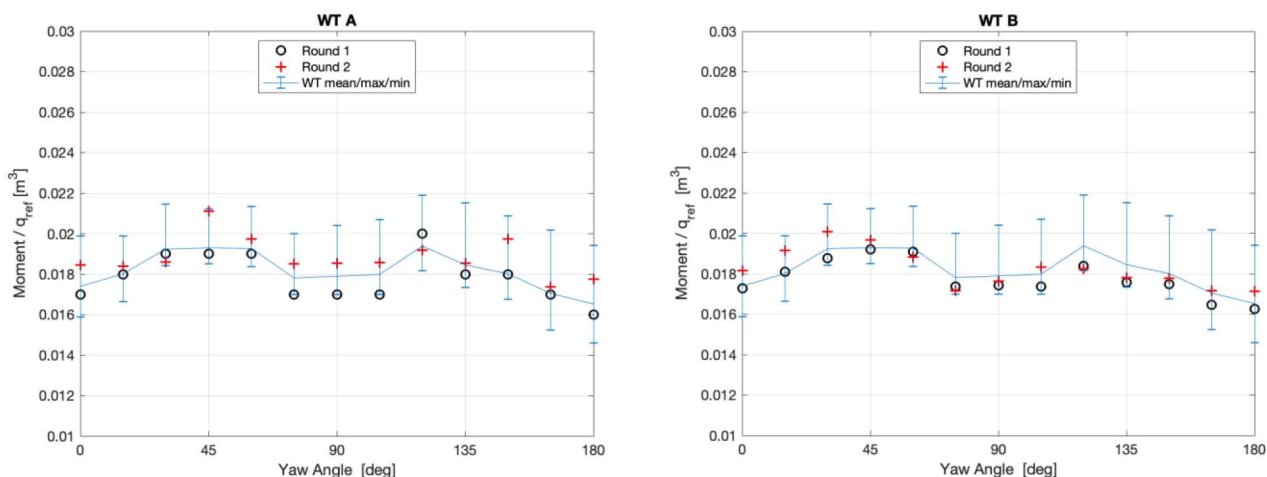 WT A
0.03
0.028
0.026
0.024
0.022
0.02
0.018
0.016
0.014
0.012
0.01
Moment / q_ref [m^3]
Round 1
Round 2
WT mean/max/min
0
45
90
135
180
Yaw Angle [deg]
WT B
0.03
0.028
0.026
0.024
0.022
0.02
0.018
0.016
0.014
0.012
0.01
Moment / q_ref [m^3]
Round 1
Round 2
WT mean/max/min
0
45
90
135
180
Yaw Angle [deg]